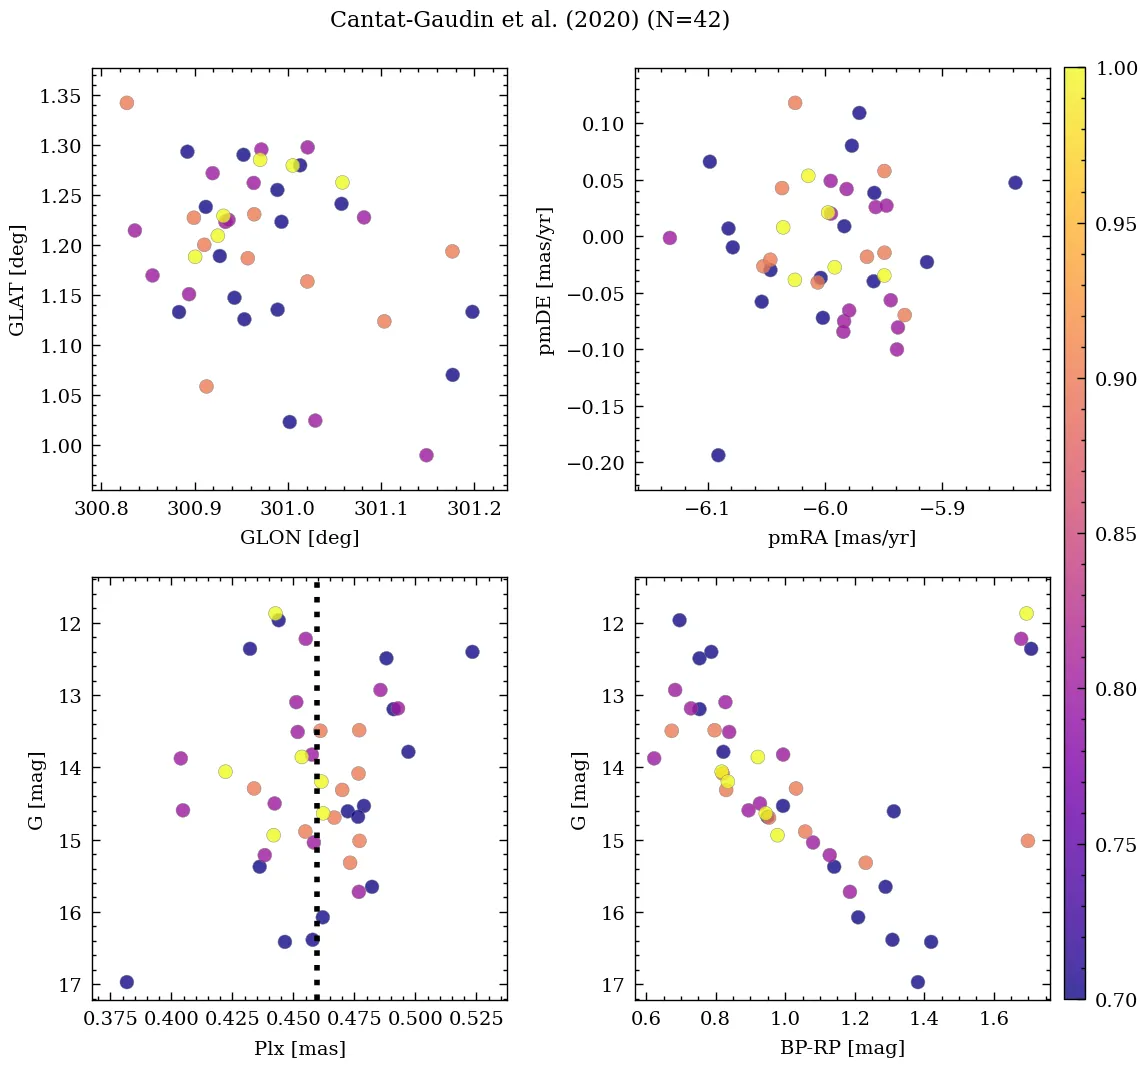 Cantat-Gaudin et al. (2020) (N=42)
1.35
1.30
1.25
1.20
1.15
1.10
1.05
1.00
GLAT [deg]
300.8 300.9 301.0 301.1 301.2
GLON [deg]
0.10
0.05
0.00
−0.05
−0.10
−0.15
−0.20
pmDE [mas/yr]
−6.1 −6.0 −5.9
pmRA [mas/yr]
12
13
14
15
16
17
G [mag]
0.375 0.400 0.425 0.450 0.475 0.500 0.525
Plx [mas]
12
13
14
15
16
17
G [mag]
0.6 0.8 1.0 1.2 1.4 1.6
BP-RP [mag]
1.00
0.95
0.90
0.85
0.80
0.75
0.70